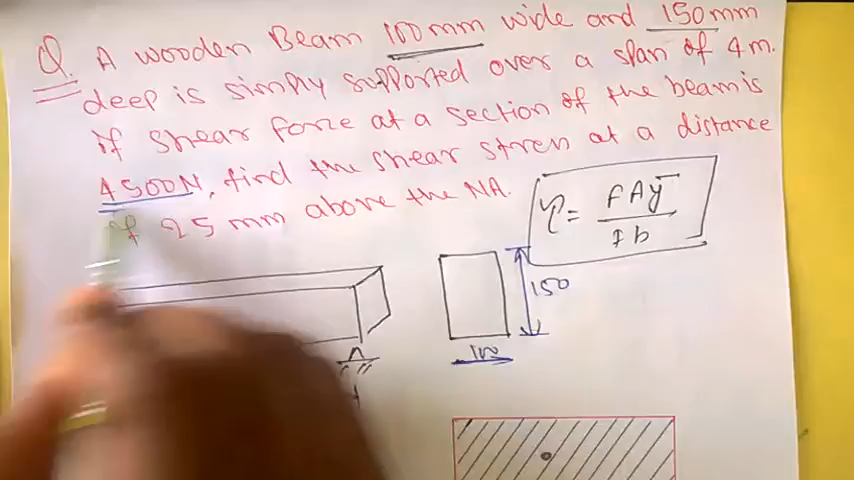 Q. A wooden Beam 100mm wide and 150mm
deep is simply supported over a span of 4m.
if shear force at a section of the beam is
4500N, find the shear stren at a distance
of 25 mm above the NA.
τ = FAȳ / Ib
150
100